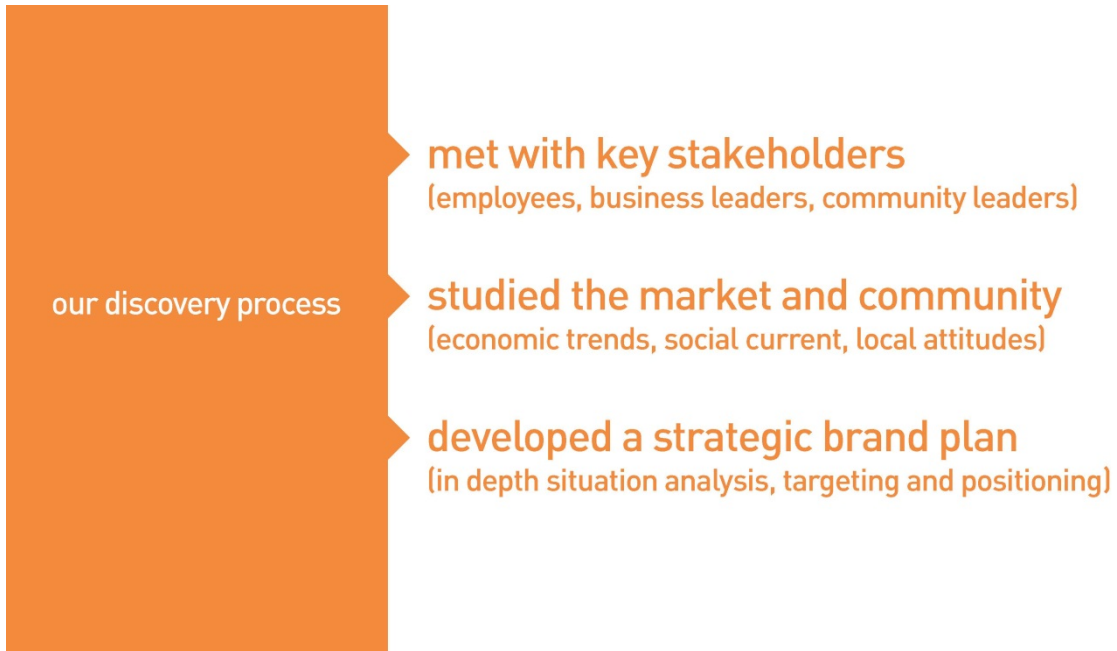 our discovery process
met with key stakeholders
(employees, business leaders, community leaders)
studied the market and community
(economic trends, social current, local attitudes)
developed a strategic brand plan
(in depth situation analysis, targeting and positioning)